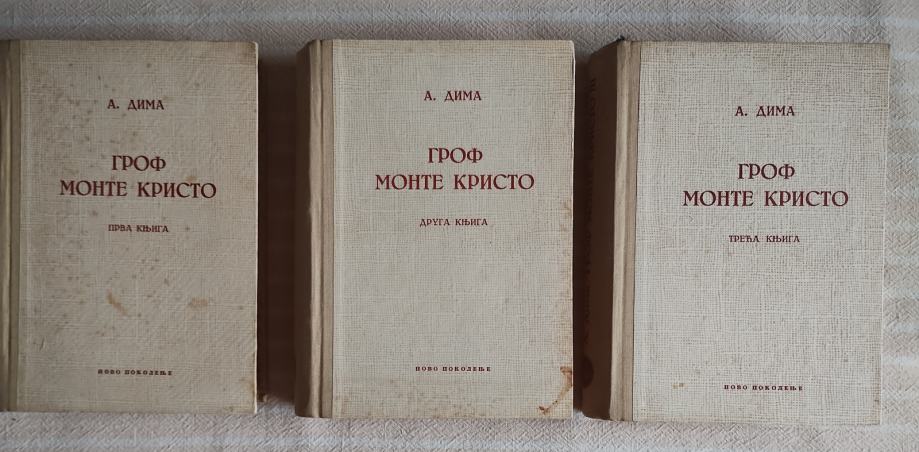 А. ДИМА
ГРОФ
МОНТЕ КРИСТО
ПРВА КЊИГА
НОВО ПОКОЛЕЊЕ
А. ДИМА
ГРОФ
МОНТЕ КРИСТО
ДРУГА КЊИГА
НОВО ПОКОЛЕЊЕ
А. ДИМА
ГРОФ
МОНТЕ КРИСТО
ТРЕЋА КЊИГА
НОВО ПОКОЛЕЊЕ